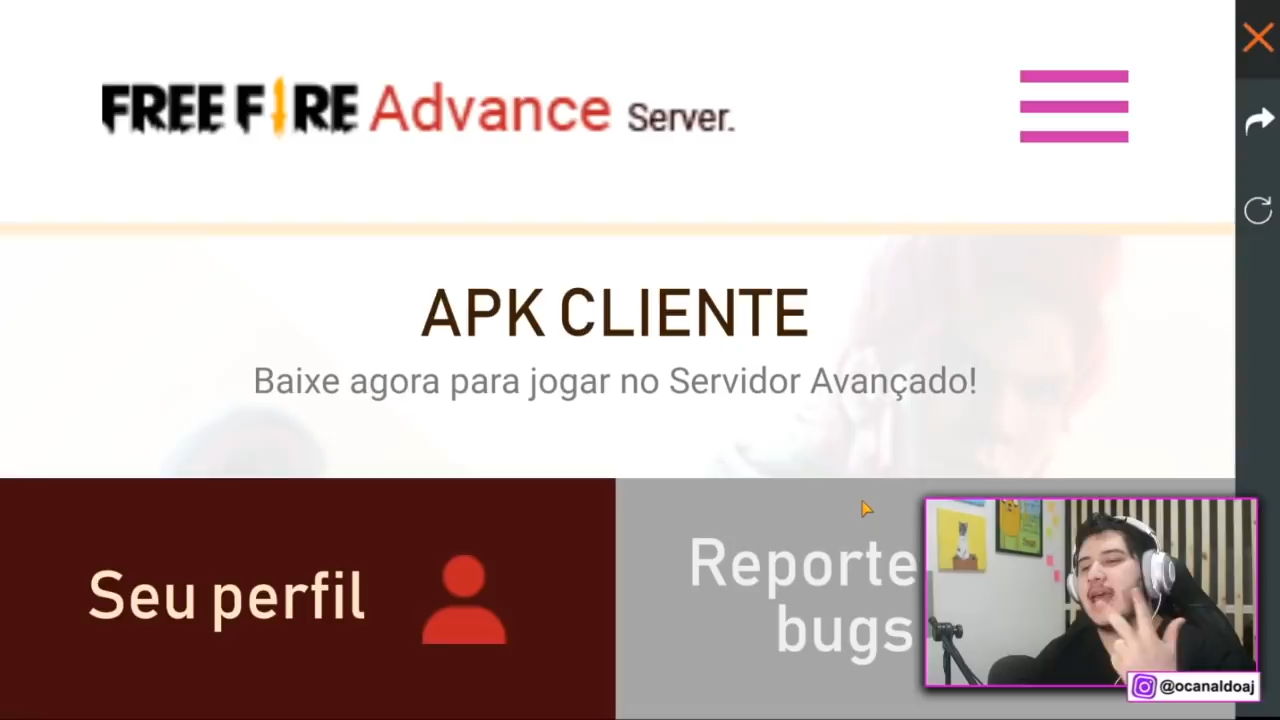 FREE FIRE Advance Server.
APK CLIENTE
Baixe agora para jogar no Servidor Avançado!
Seu perfil
Reporte
bugs
@ocanaldoaj